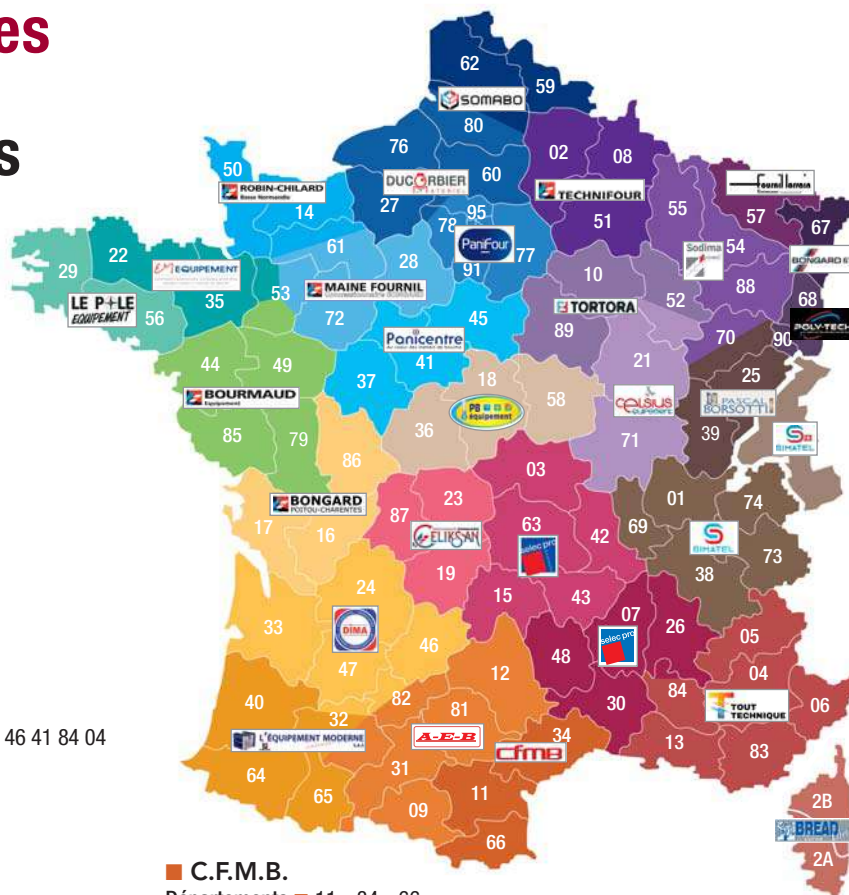 es
s
62
59
SOMABO
80
76
02
08
50
ROBIN-CHILARD
Basse Normandie
DUCORBIER
MATÉRIEL
60
TECHNIFOUR
55
Fournil lorrain
57
67
14
27
95
78
PaniFour
51
54
Sodima
22
61
28
91
77
10
BONGARD
29
EM EQUIPEMENT
53
MAINE FOURNIL
52
88
68
LE POLE
EQUIPEMENT
35
56
72
Panicentre
45
TORTORA
89
70
90
POLY-TECH
44
49
37
41
21
25
BOURMAUD
Equipement
18
PB
équipement
58
CELSIUS
équipement
PASCAL
BORSOTTI
36
39
SIMATEL
85
79
86
71
03
BONGARD
POITOU-CHARENTES
87
23
01
74
17
16
CELIKSAN
63
selec pro
42
69
SIMATEL
73
19
38
24
15
43
07
26
33
DIMA
46
selec pro
05
47
48
04
12
40
82
30
84
TOUT
TECHNIQUE
06
32
81
46 41 84 04
L'ÉQUIPEMENT MODERNE
A-E-B
CFMB
34
13
83
64
31
65
09
11
2B
BREAD
66
2A
C.F.M.B.